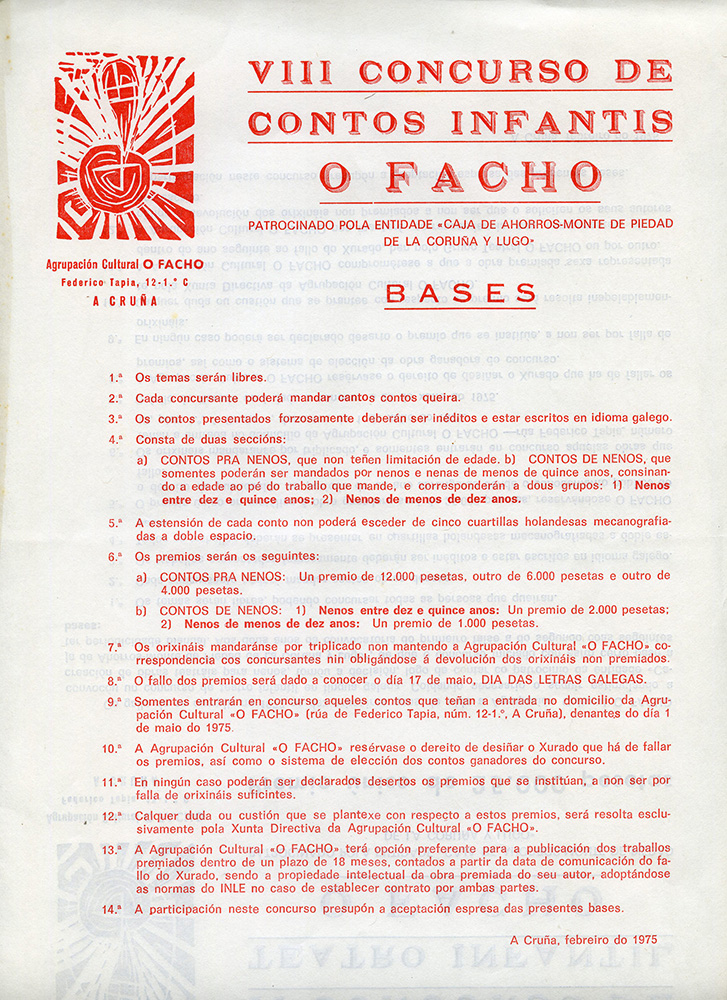 VIII CONCURSO DE
CONTOS INFANTIS
O FACHO
PATROCINADO POLA ENTIDADE «CAJA DE AHORROS-MONTE DE PIEDAD
DE LA CORUÑA Y LUGO»
Agrupación Cultural O FACHO
Federico Tapia, 12-1.º C
A CRUÑA
BASES
1.ª Os temas serán libres.
2.ª Cada concursante poderá mandar cantos contos queira.
3.ª Os contos presentados forzosamente deberán ser inéditos e estar escritos en idioma galego.
4.ª Consta de duas seccións:
a) CONTOS PRA NENOS, que non teñen limitación de edade. b) CONTOS DE NENOS, que
somentes poderán ser mandados por nenos e nenas de menos de quince anos, consinan-
do a edade ao pé do traballo que mande, e corresponderán a dous grupos: 1) Nenos
entre dez e quince anos; 2) Nenos de menos de dez anos.
5.ª A estensión de cada conto non poderá esceder de cinco cuartillas holandesas mecanografia-
das a doble espacio.
6.ª Os premios serán os seguintes:
a) CONTOS PRA NENOS: Un premio de 12.000 pesetas, outro de 6.000 pesetas e outro de
4.000 pesetas.
b) CONTOS DE NENOS: 1) Nenos entre dez e quince anos: Un premio de 2.000 pesetas;
2) Nenos de menos de dez anos: Un premio de 1.000 pesetas.
7.ª Os orixináis mandaránse por triplicado non mantendo a Agrupación Cultural «O FACHO» co-
rrespondencia cos concursantes nin obligándose á devolución dos orixináis non premiados.
8.ª O fallo dos premios será dado a conocer o día 17 de maio, DIA DAS LETRAS GALEGAS.
9.ª Somentes entrarán en concurso aqueles contos que teñan a entrada no domicilio da Agru-
pación Cultural «O FACHO» (rúa de Federico Tapia, núm. 12-1.º, A Cruña), denantes do día 1
de maio do 1975.
10.ª A Agrupación Cultural «O FACHO» resérvase o dereito de desiñar o Xurado que há de fallar
os premios, así como o sistema de elección dos contos ganadores do concurso.
11.ª En ningún caso poderán ser declarados desertos os premios que se institúan, a non ser por
falla de orixináis suficintes.
12.ª Calquer duda ou custión que se plantexe con respecto a estos premios, será resolta esclu-
sivamente pola Xunta Directiva da Agrupación Cultural «O FACHO».
13.ª A Agrupación Cultural «O FACHO» terá opción preferente para a publicación dos traballos
premiados dentro de un plazo de 18 meses, contados a partir da data de comunicación do fa-
llo do Xurado, sendo a propiedade intelectual da obra premiada do seu autor, adoptándose
as normas do INLE no caso de establecer contrato por ambas partes.
14.ª A participación neste concurso presupón a aceptación espresa das presentes bases.
A Cruña, febreiro do 1975